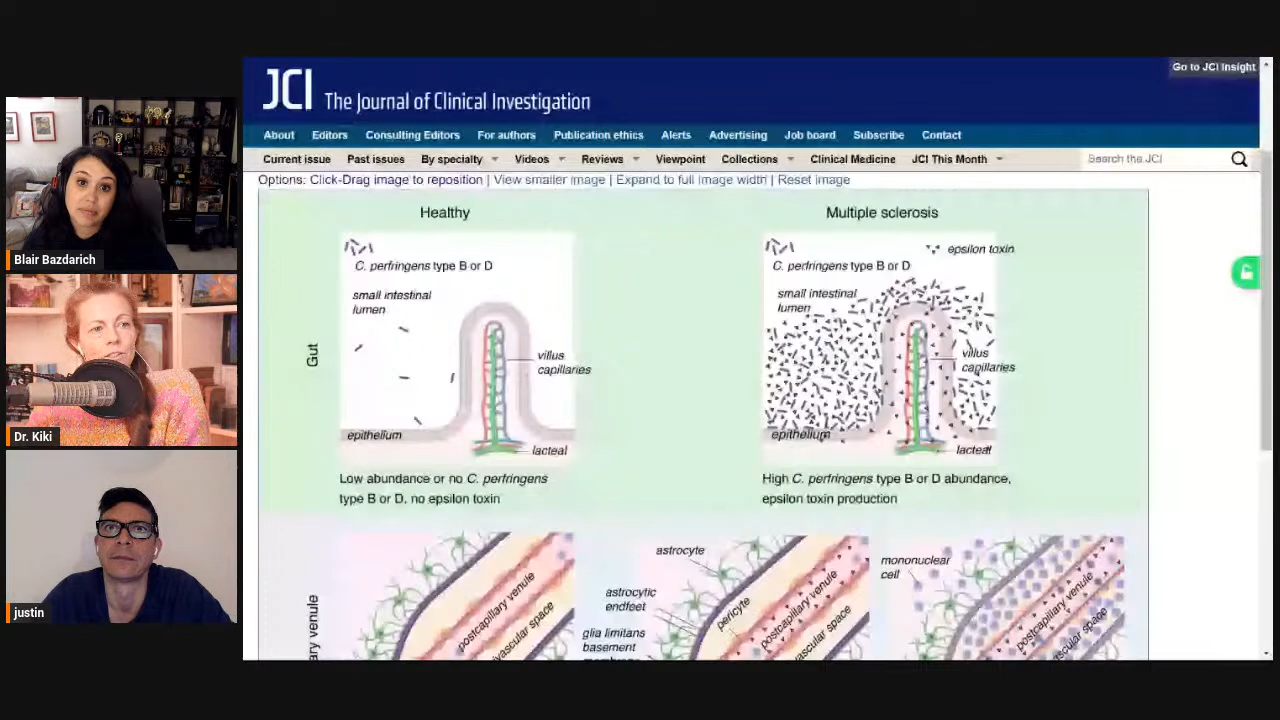 Blair Bazdarich
Dr. Kiki
justin
Go to JCI Insight
JCI The Journal of Clinical Investigation
About Editors Consulting Editors For authors Publication ethics Alerts Advertising Job board Subscribe Contact
Current issue Past issues By specialty Videos Reviews Viewpoint Collections Clinical Medicine JCI This Month Search the JCI
Options: Click-Drag image to reposition | View smaller image | Expand to full image width | Reset image
Healthy
Multiple sclerosis
Gut
C. perfringens type B or D
small intestinal
lumen
villus
capillaries
epithelium
lacteal
Low abundance or no C. perfringens
type B or D, no epsilon toxin
epsilon toxin
C. perfringens type B or D
small intestinal
lumen
villus
capillaries
epithelium
lacteal
High C. perfringens type B or D abundance,
epsilon toxin production
ary venule
postcapillary venule
ivascular space
astrocyte
astrocytic
endfeet
glia limitans
basement
pericyte
postcapillary venule
vascular space
mononuclear
cell
postcapillary venule
scular space